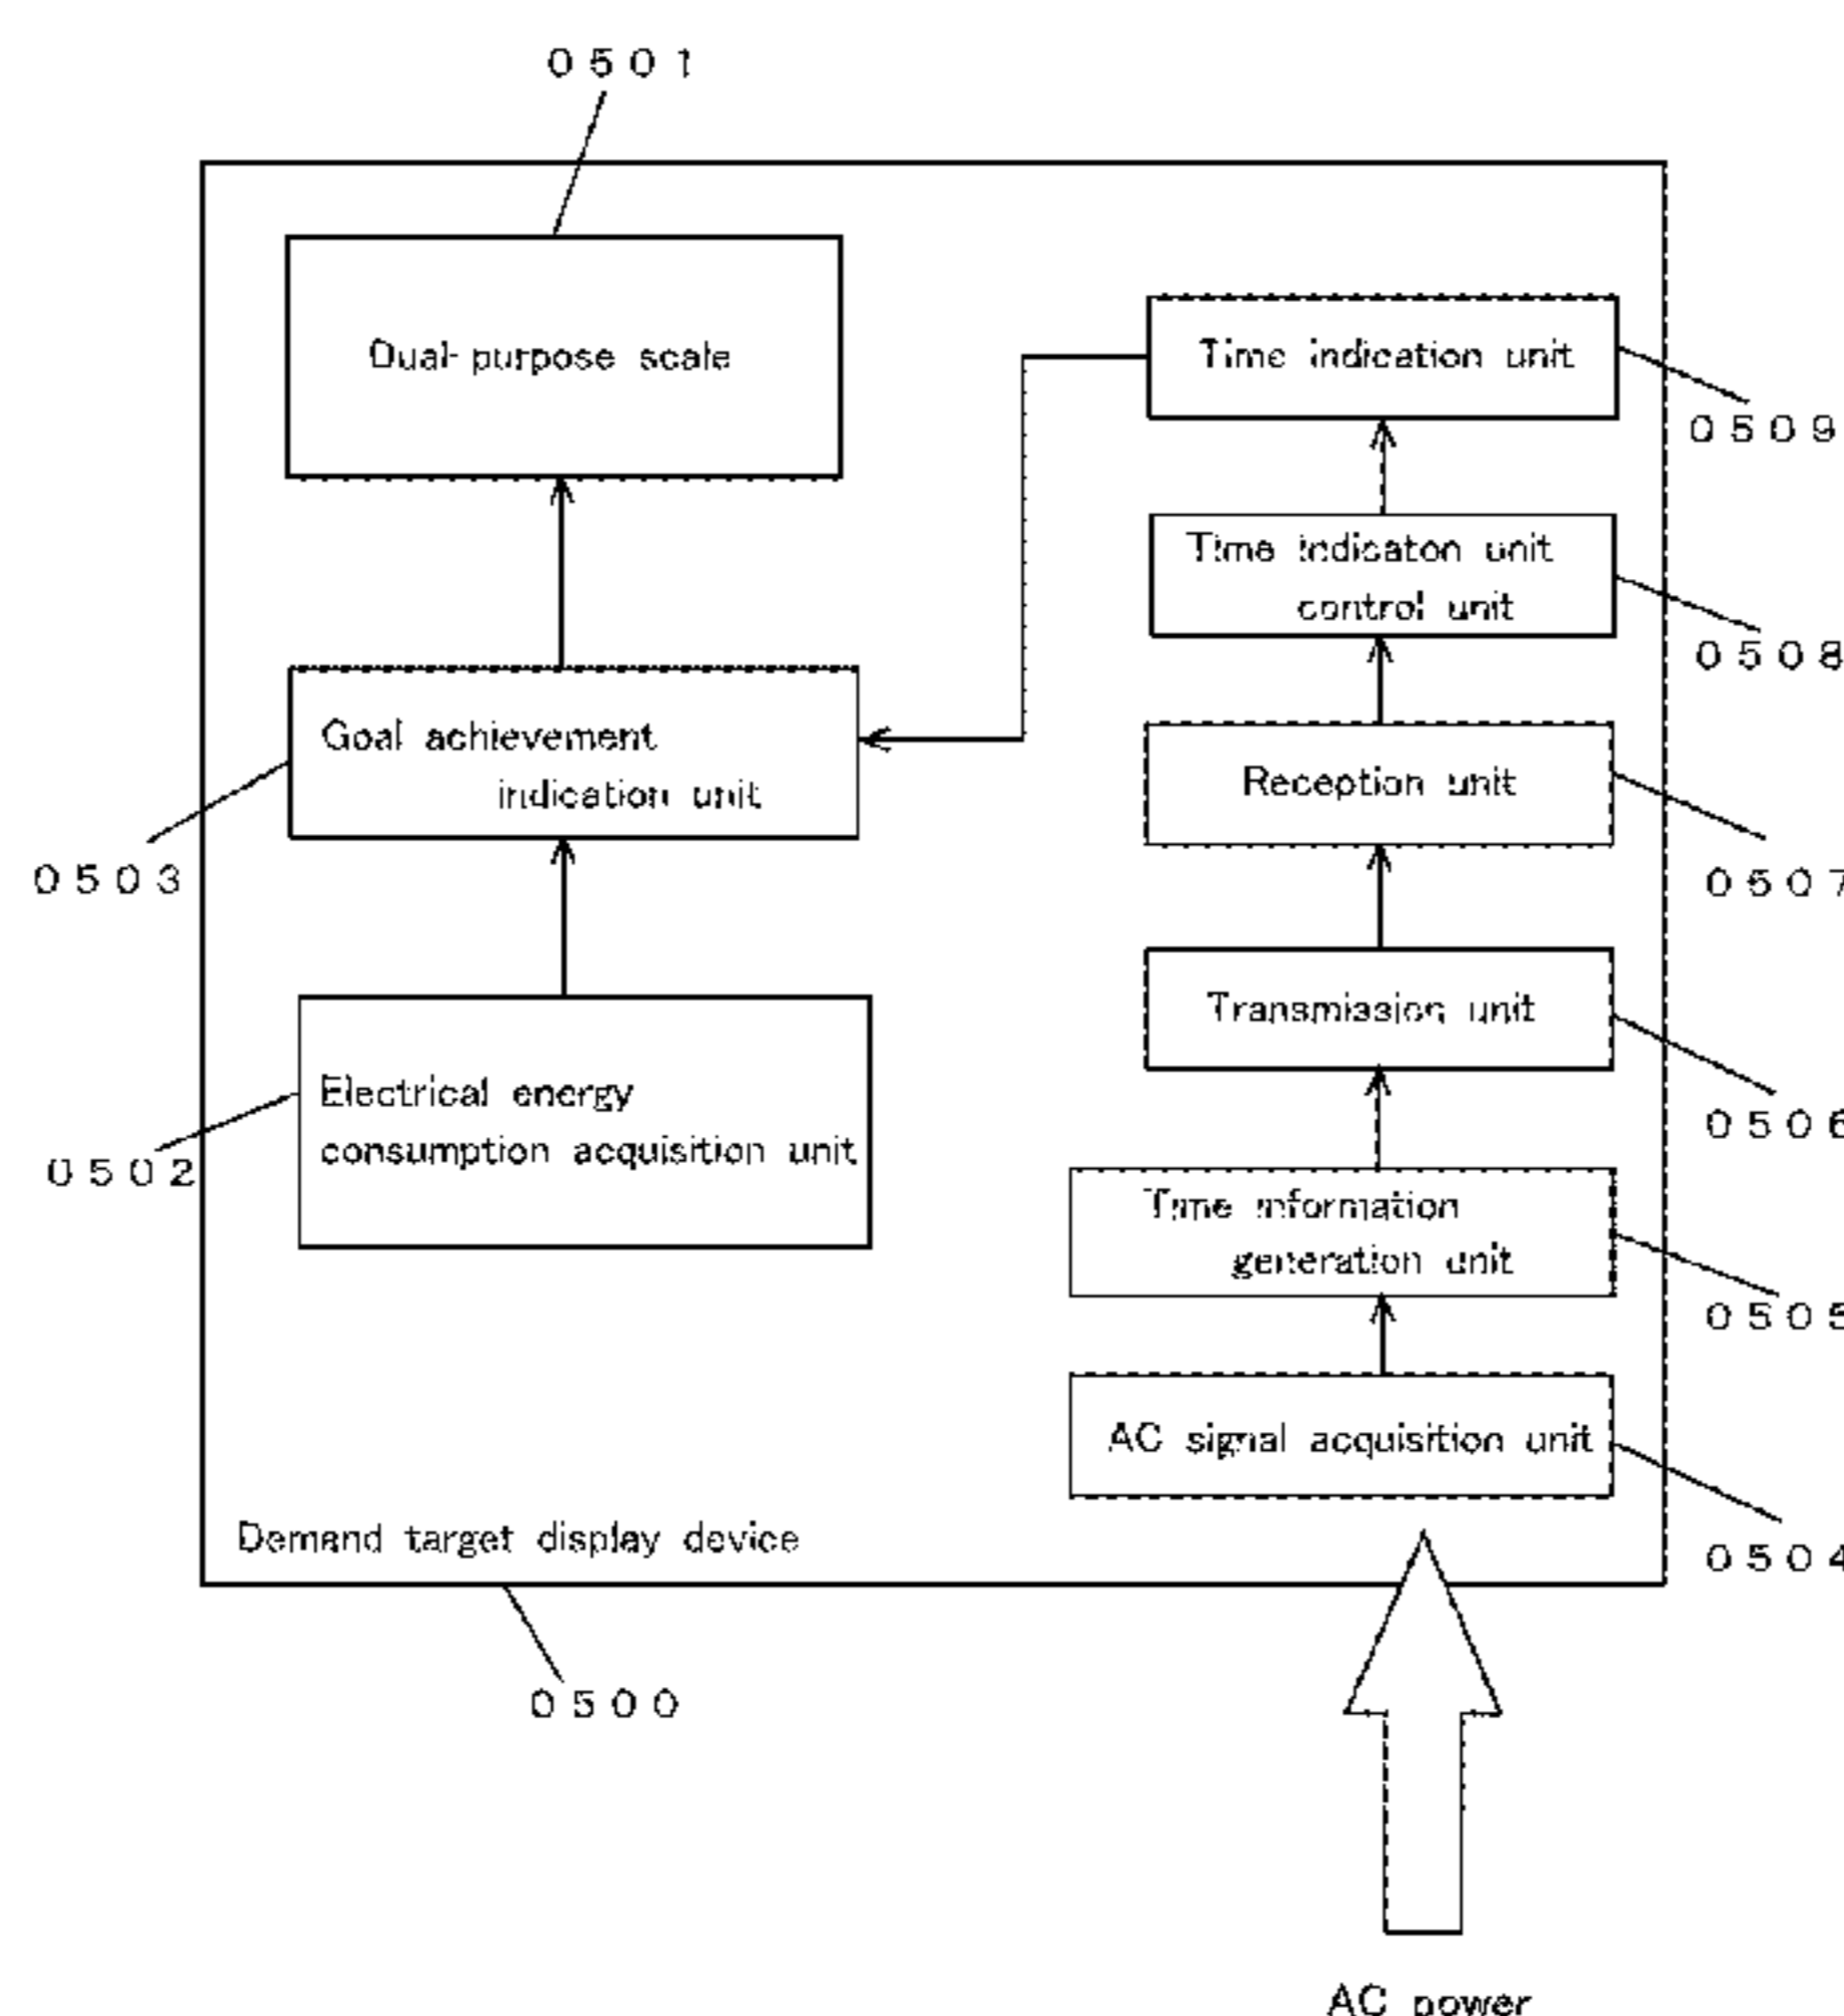 0501
Dual-purpose scale
Time indication unit
0509
Time indicaton unit
control unit
0508
Goal achievement
indication unit
Reception unit
0503
0507
Transmission unit
Electrical energy
consumption acquisition unit
0506
0502
Time information
generation unit
0505
AC signal acquisition unit
Demand target display device
0504
0500
AC power